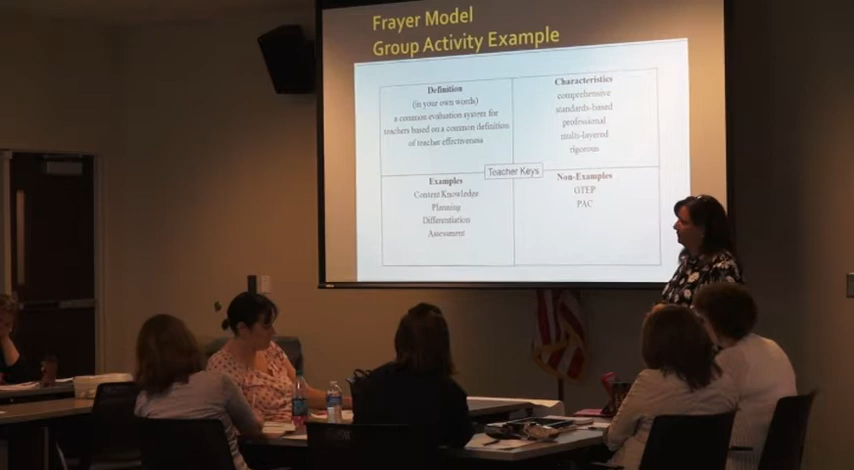 Frayer Model
Group Activity Example
Definition
(in your own words)
a common evaluation system for
teachers based on a common definition
of teacher effectiveness
Characteristics
comprehensive
standards-based
professional
multi-layered
rigorous
Teacher Keys
Examples
Content Knowledge
Planning
Differentiation
Assessment
Non-Examples
GTEP
PAC